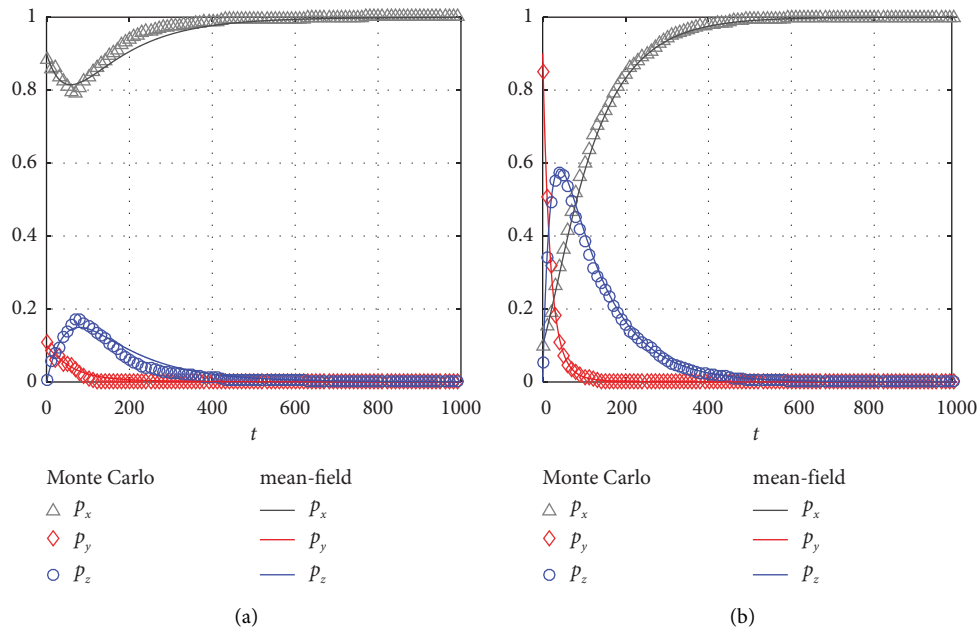 1
0.8
0.6
0.4
0.2
0
0 200 400 600 800 1000
t
Monte Carlo mean-field
p_x p_x
p_y p_y
p_z p_z
(a)
1
0.8
0.6
0.4
0.2
0
0 200 400 600 800 1000
t
Monte Carlo mean-field
p_x p_x
p_y p_y
p_z p_z
(b)